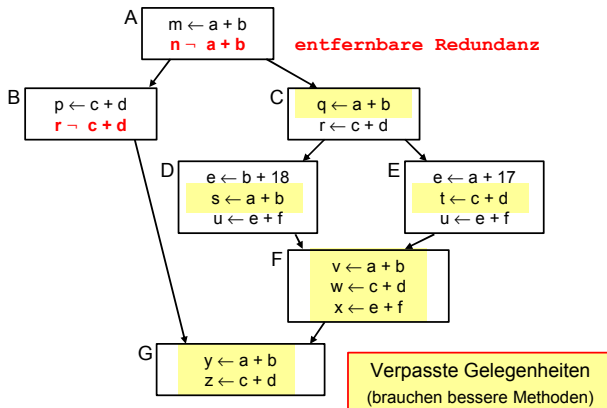 A
m ← a + b
n ¬ a + b
entfernbare Redundanz
B
p ← c + d
r ¬ c + d
C
q ← a + b
r ← c + d
D
e ← b + 18
s ← a + b
u ← e + f
E
e ← a + 17
t ← c + d
u ← e + f
F
v ← a + b
w ← c + d
x ← e + f
G
y ← a + b
z ← c + d
Verpasste Gelegenheiten
(brauchen bessere Methoden)